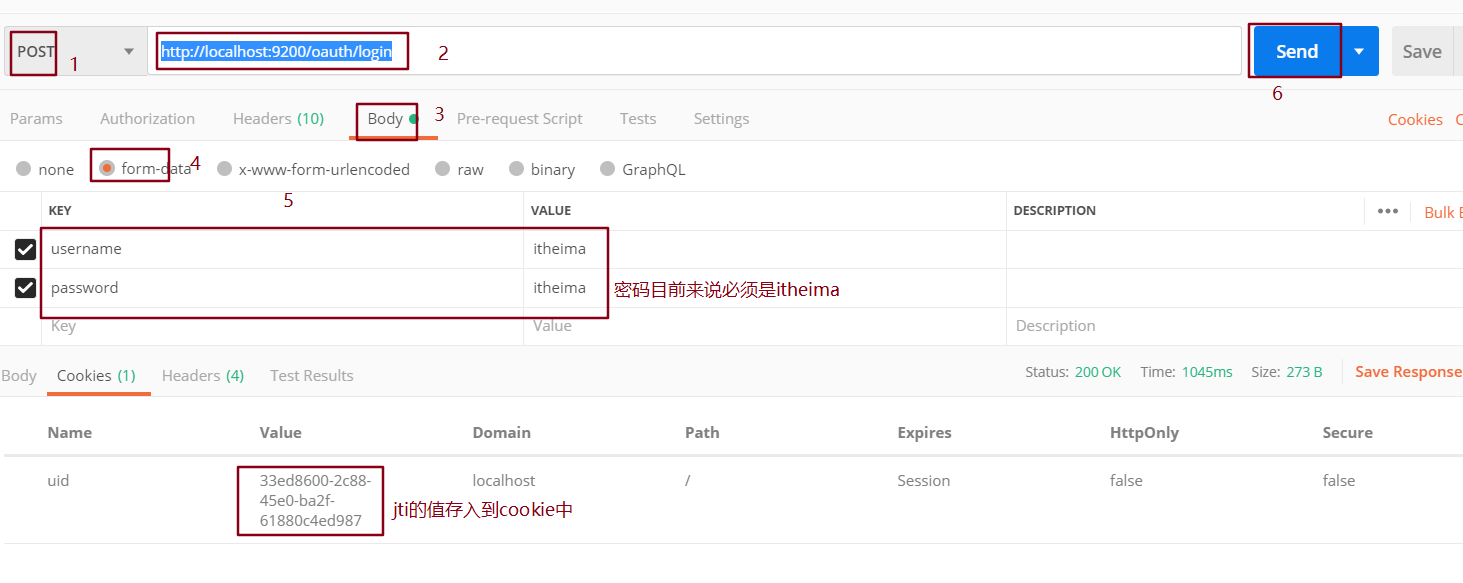 POST
1
http://localhost:9200/oauth/login
2
Send
6
Save
Params
Authorization
Headers (10)
Body
3
Pre-request Script
Tests
Settings
Cookies
C
none
form-data
4
x-www-form-urlencoded
raw
binary
GraphQL
5
KEY
VALUE
DESCRIPTION
•••
Bulk E
username
itheima
password
itheima
密码目前来说必须是itheima
Key
Value
Description
Body
Cookies (1)
Headers (4)
Test Results
Status: 200 OK
Time: 1045ms
Size: 273 B
Save Response
Name
Value
Domain
Path
Expires
HttpOnly
Secure
uid
33ed8600-2c88-
45e0-ba2f-
61880c4ed987
jti的值存入到cookie中
localhost
/
Session
false
false